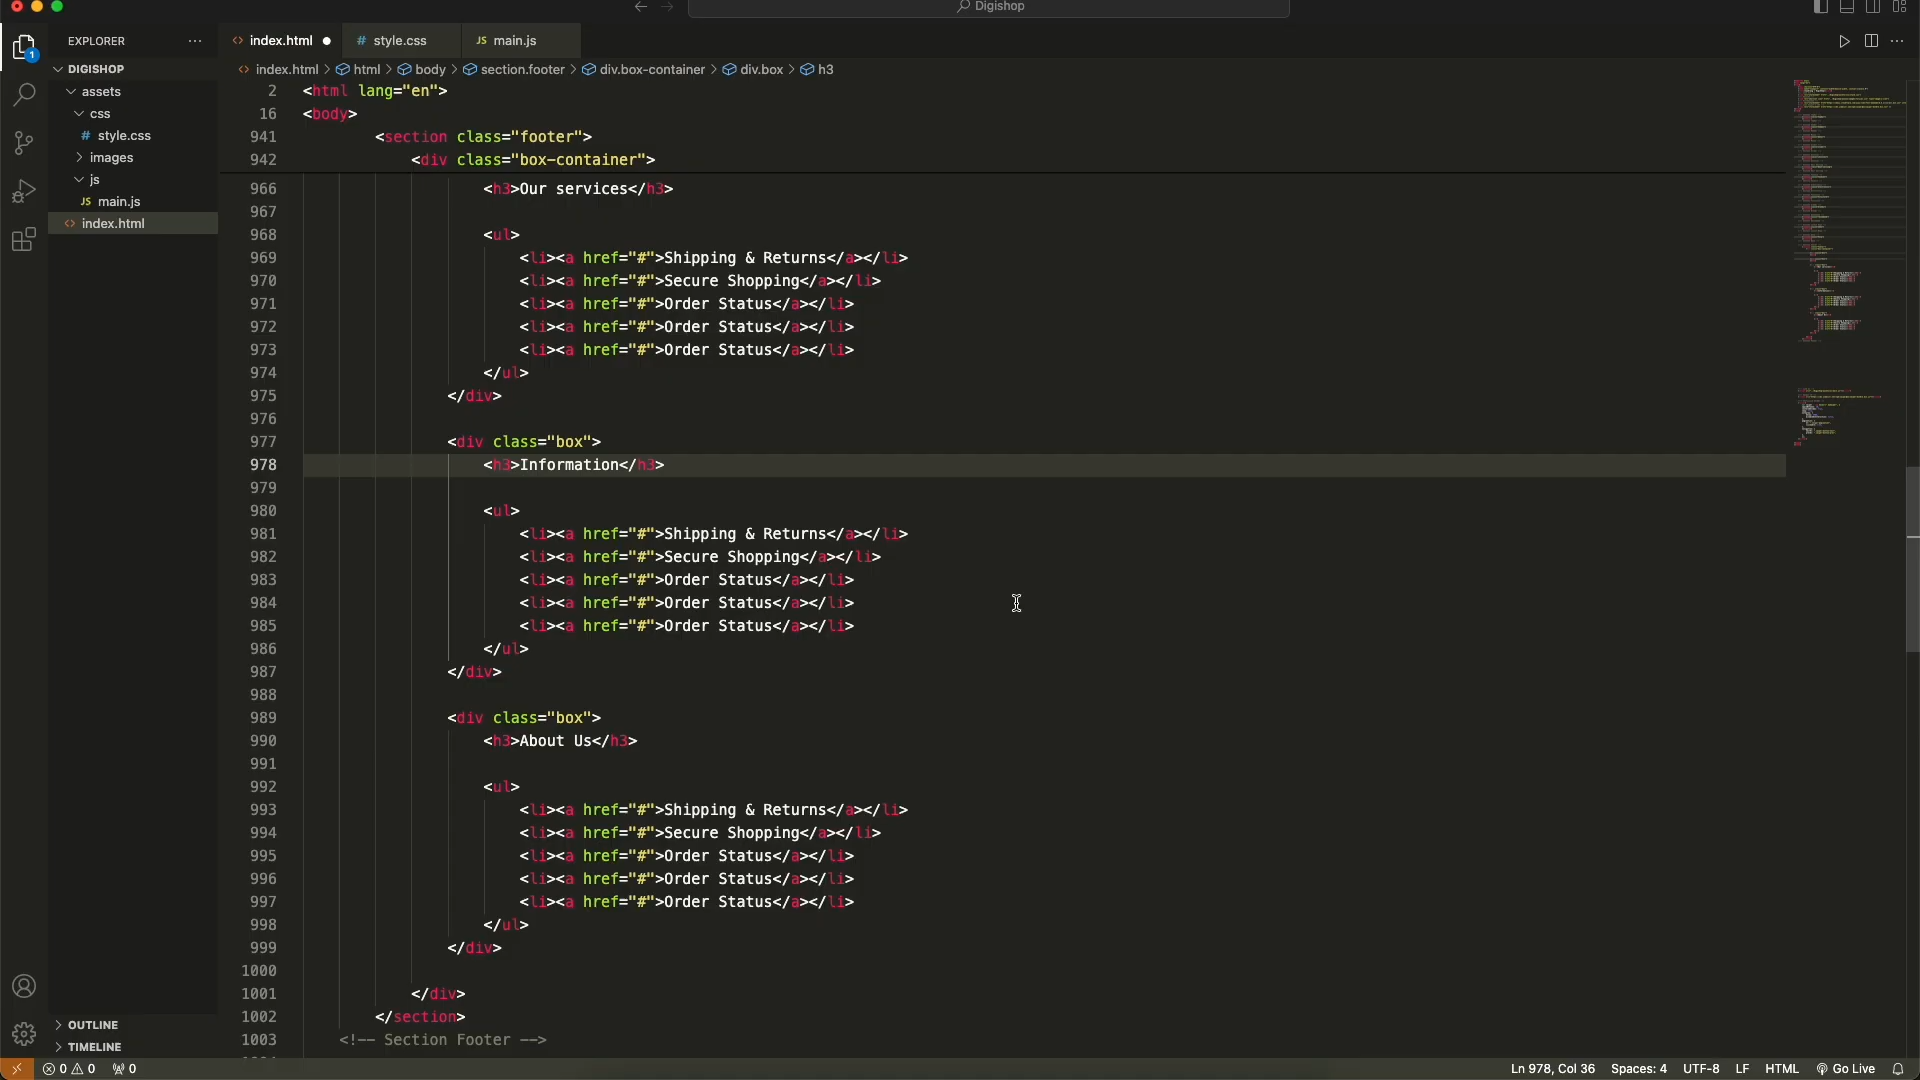 Digishop
EXPLORER
index.html
style.css
JS main.js
DIGISHOP
index.html > html > body > section.footer > div.box-container > div.box > h3
assets
css
# style.css
images
js
JS main.js
<> index.html
OUTLINE
TIMELINE
1
2 <html lang="en">
16 <body>
941 <section class="footer">
942 <div class="box-container">
966 <h3>Our services</h3>
967
968 <ul>
969 <li><a href="#">Shipping & Returns</a></li>
970 <li><a href="#">Secure Shopping</a></li>
971 <li><a href="#">Order Status</a></li>
972 <li><a href="#">Order Status</a></li>
973 <li><a href="#">Order Status</a></li>
974 </ul>
975 </div>
976
977 <div class="box">
978 <h3>Information</h3>
979
980 <ul>
981 <li><a href="#">Shipping & Returns</a></li>
982 <li><a href="#">Secure Shopping</a></li>
983 <li><a href="#">Order Status</a></li>
984 <li><a href="#">Order Status</a></li>
985 <li><a href="#">Order Status</a></li>
986 </ul>
987 </div>
988
989 <div class="box">
990 <h3>About Us</h3>
991
992 <ul>
993 <li><a href="#">Shipping & Returns</a></li>
994 <li><a href="#">Secure Shopping</a></li>
995 <li><a href="#">Order Status</a></li>
996 <li><a href="#">Order Status</a></li>
997 <li><a href="#">Order Status</a></li>
998 </ul>
999 </div>
1000
1001 </div>
1002 </section>
1003 <!-- Section Footer -->
0 0 0 Ln 978, Col 36 Spaces: 4 UTF-8 LF HTML Go Live